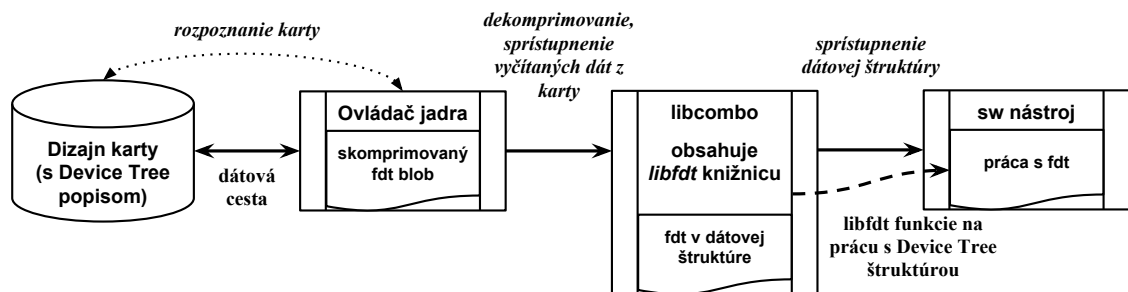 rozpoznanie karty
dekomprimovanie,
sprístupnenie
vyčítaných dát z
karty
sprístupnenie
dátovej štruktúry
Dizajn karty
(s Device Tree
popisom)
dátová
cesta
Ovládač jadra
skomprimovaný
fdt blob
libcombo
obsahuje
libfdt knižnicu
fdt v dátovej
štruktúre
sw nástroj
práca s fdt
libfdt funkcie na
prácu s Device Tree
štruktúrou